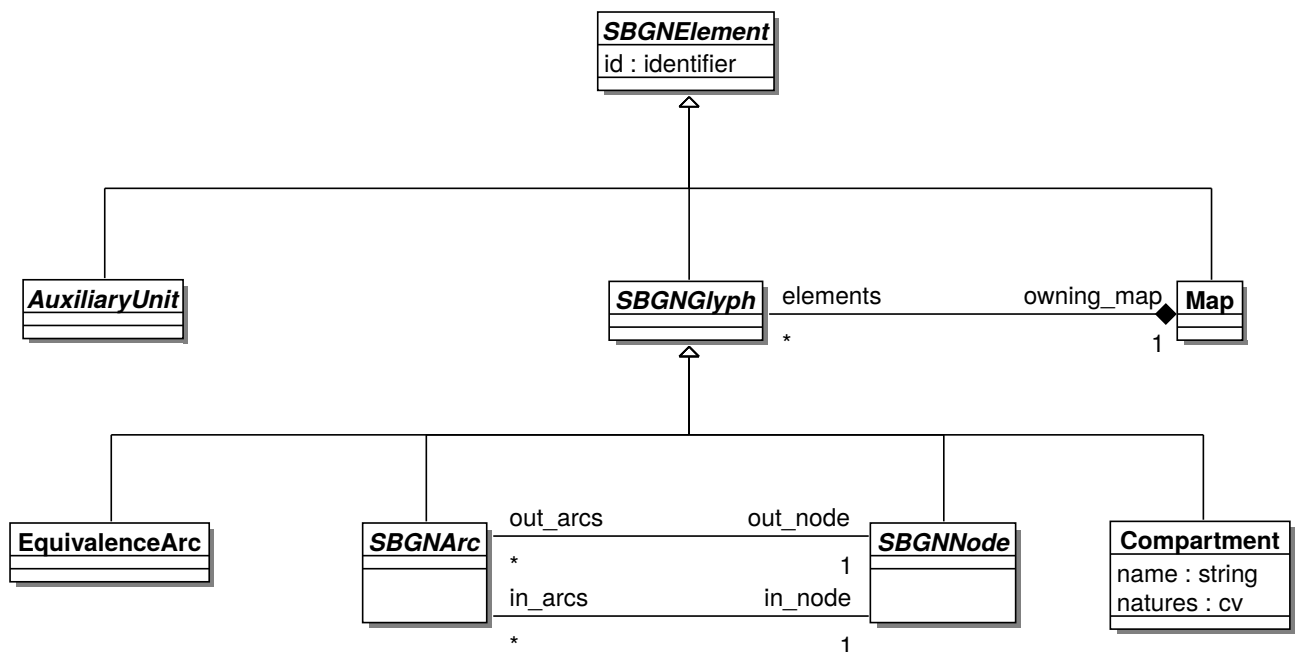 SBGNElement
id : identifier
AuxiliaryUnit
SBGNGlyph
elements
owning_map
Map
*
1
EquivalenceArc
SBGNArc
out_arcs
out_node
*
1
in_arcs
in_node
*
1
SBGNNode
Compartment
name : string
natures : cv